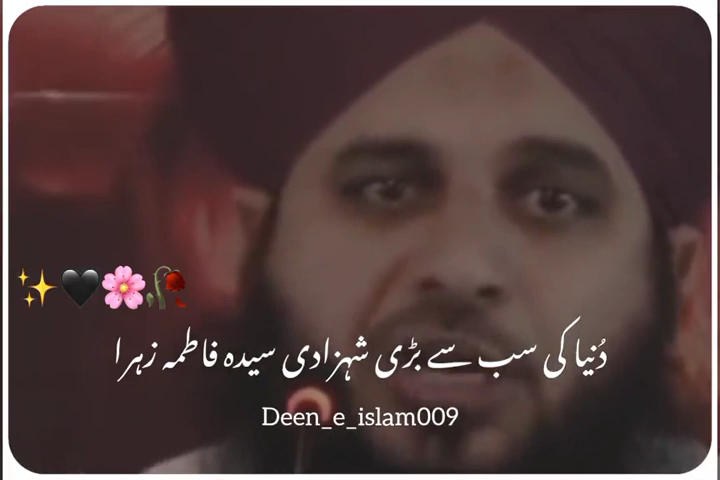 ✨🖤🌸🥀
دُنیا کی سب سے بڑی شہزادی سیدہ فاطمہ زہرا
Deen_e_islam009